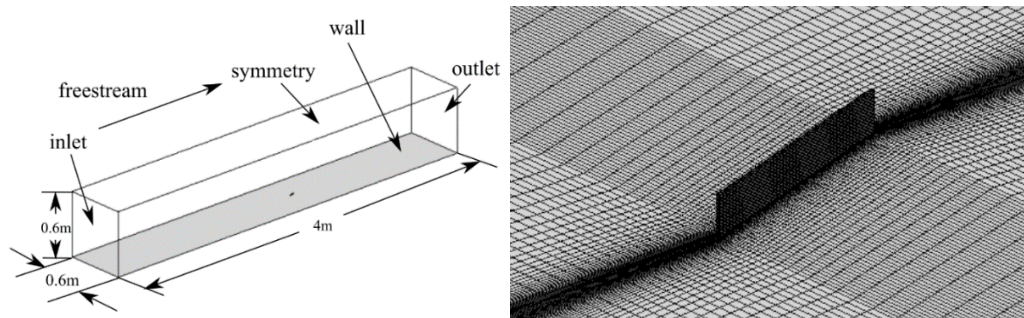 wall
symmetry
outlet
freestream
inlet
0.6m
4m
0.6m